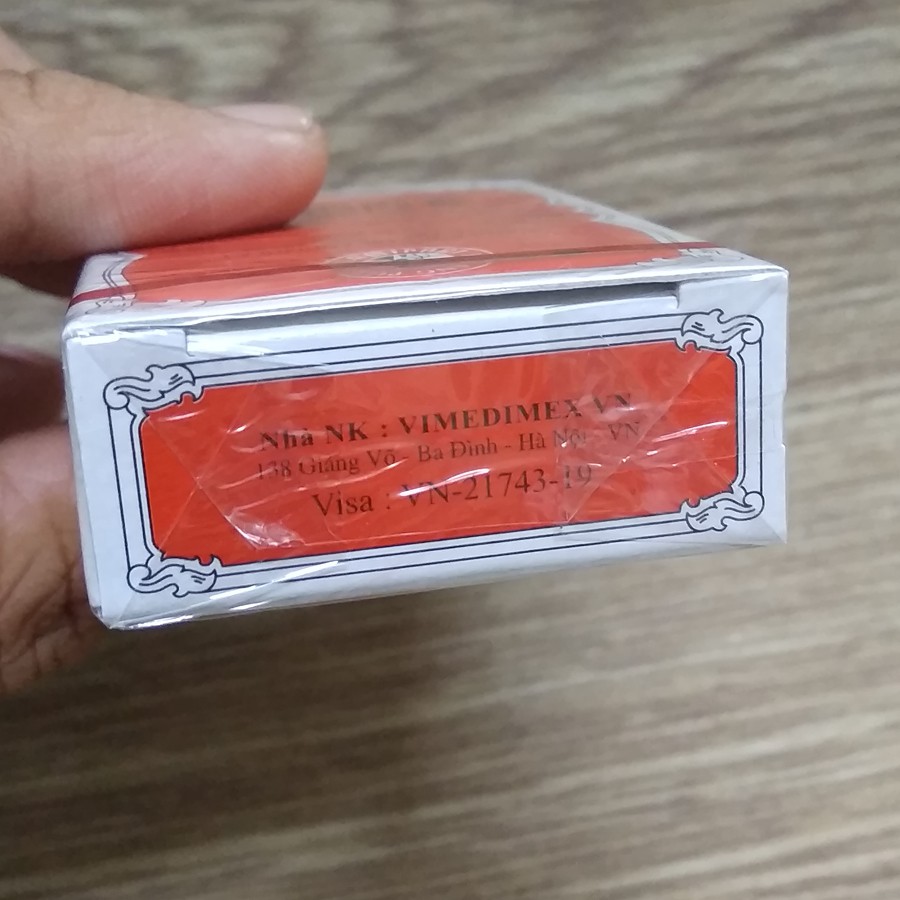 Nhà NK : VIMEDIMEX VN
138 Giảng Võ - Ba Đình - Hà Nội - VN
Visa : VN-21743-19